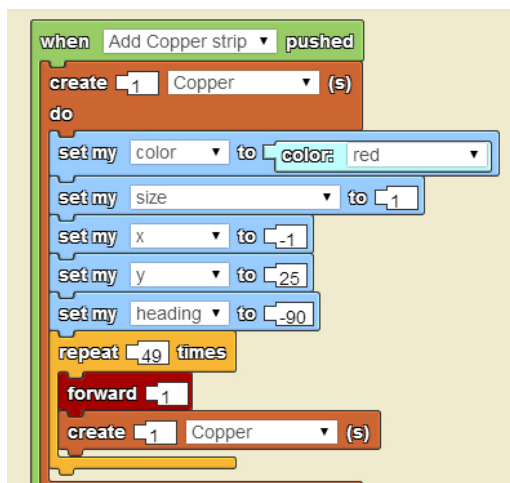 when Add Copper strip pushed
create 1 Copper (s)
do
set my color to color: red
set my size to 1
set my x to -1
set my y to 25
set my heading to -90
repeat 49 times
forward 1
create 1 Copper (s)